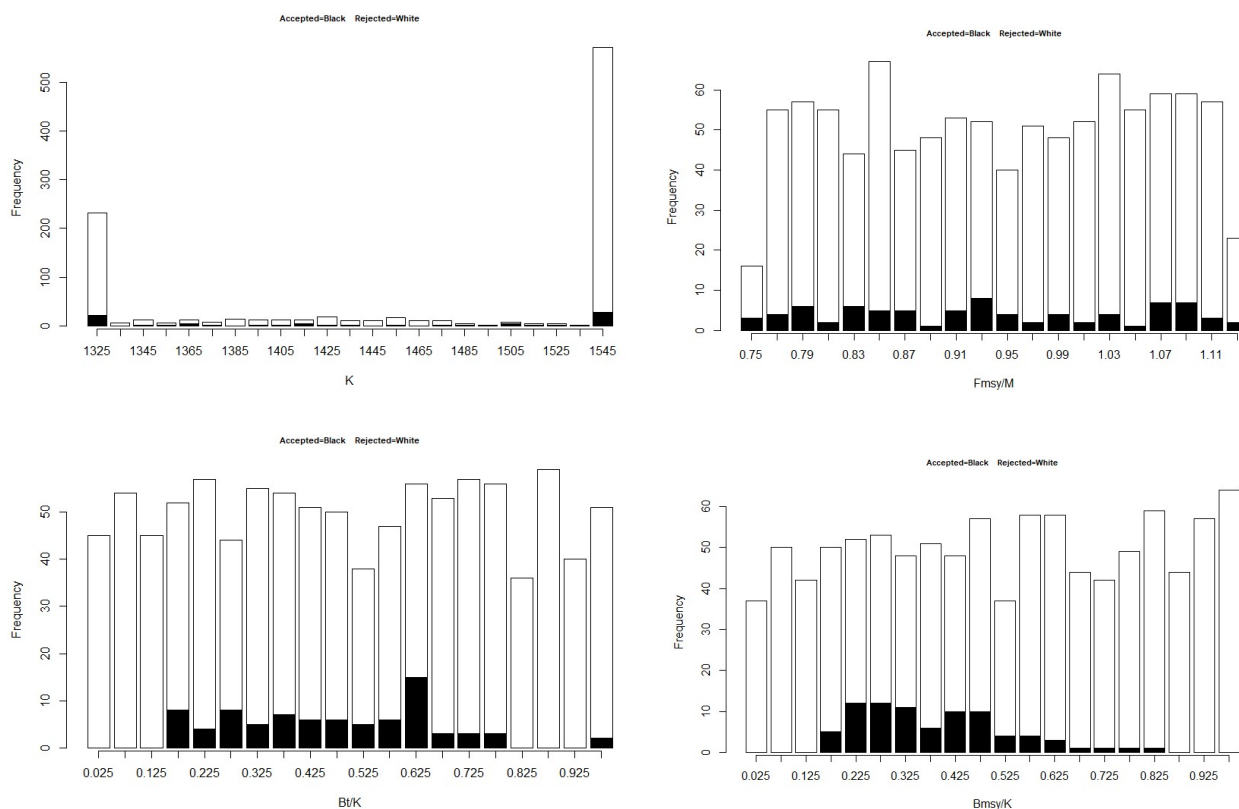 Accepted=Black Rejected=White
Frequency
0 100 200 300 400 500
1325 1345 1365 1385 1405 1425 1445 1465 1485 1505 1525 1545
K
Accepted=Black Rejected=White
Frequency
0 10 20 30 40 50 60
0.75 0.79 0.83 0.87 0.91 0.95 0.99 1.03 1.07 1.11
Fmsy/M
Accepted=Black Rejected=White
Frequency
0 10 20 30 40 50
0.025 0.125 0.225 0.325 0.425 0.525 0.625 0.725 0.825 0.925
Bt/K
Accepted=Black Rejected=White
Frequency
0 10 20 30 40 50 60
0.025 0.125 0.225 0.325 0.425 0.525 0.625 0.725 0.825 0.925
Bmsy/K